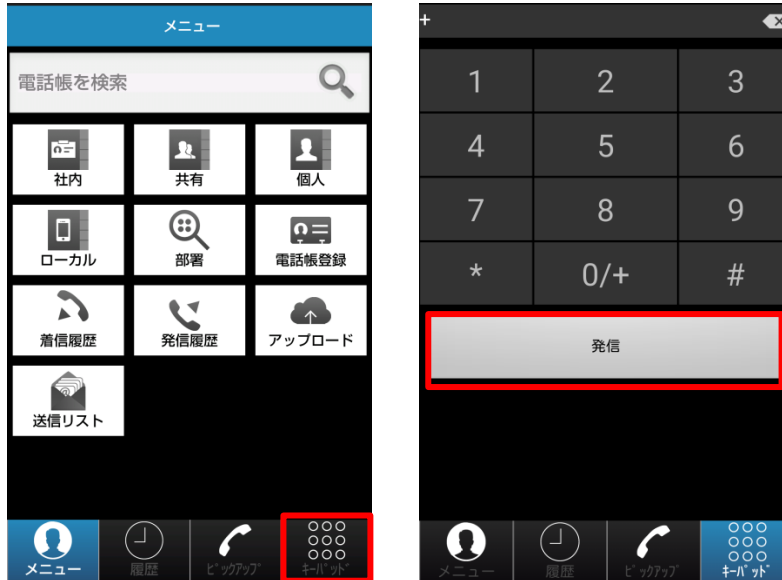 メニュー
電話帳を検索
社内 共有 個人
ローカル 部署 電話帳登録
着信履歴 発信履歴 アップロード
送信リスト
メニュー 履歴 ピックアップ キーパッド
+
1 2 3
4 5 6
7 8 9
* 0/+ #
発信
メニュー 履歴 ピックアップ キーパッド